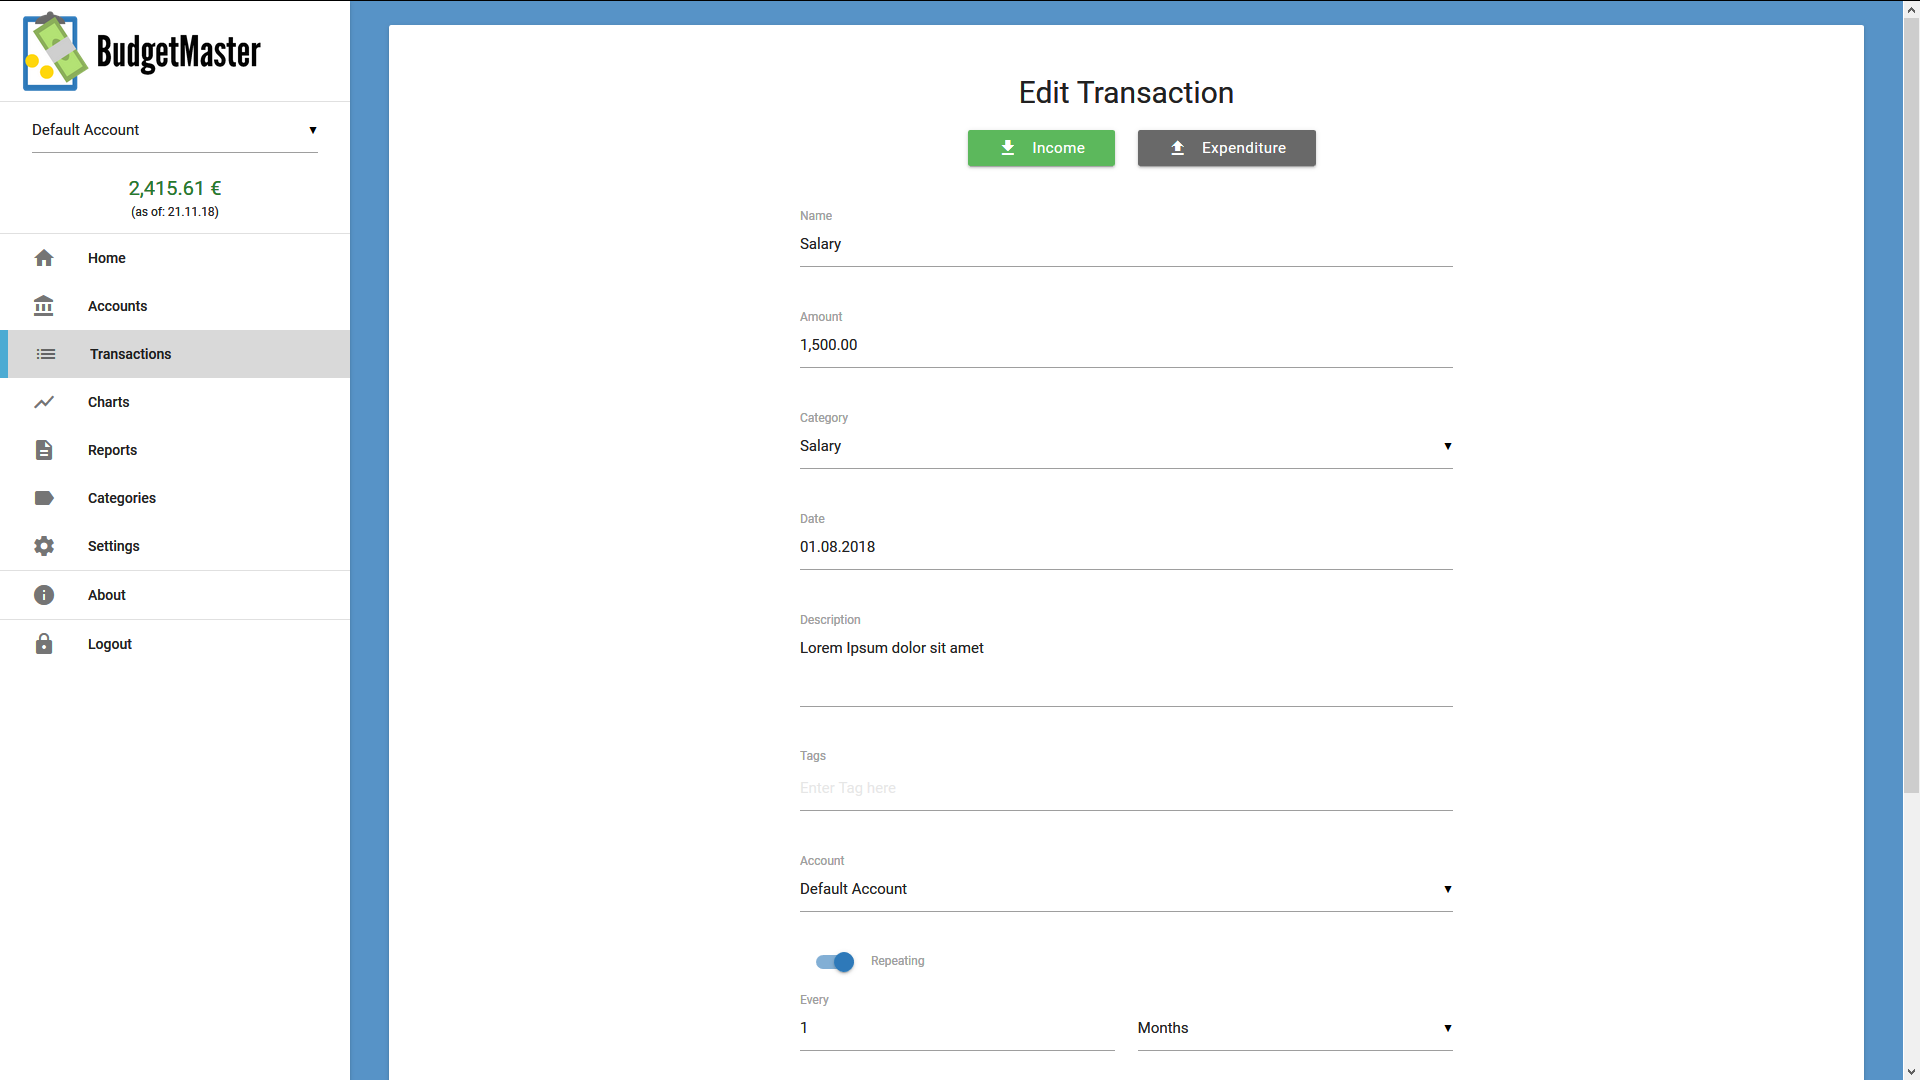 BudgetMaster
Default Account
2,415.61 €
(as of: 21.11.18)
Home
Accounts
Transactions
Charts
Reports
Categories
Settings
About
Logout
Edit Transaction
Income
Expenditure
Name
Salary
Amount
1,500.00
Category
Salary
Date
01.08.2018
Description
Lorem Ipsum dolor sit amet
Tags
Enter Tag here
Account
Default Account
Repeating
Every
1
Months